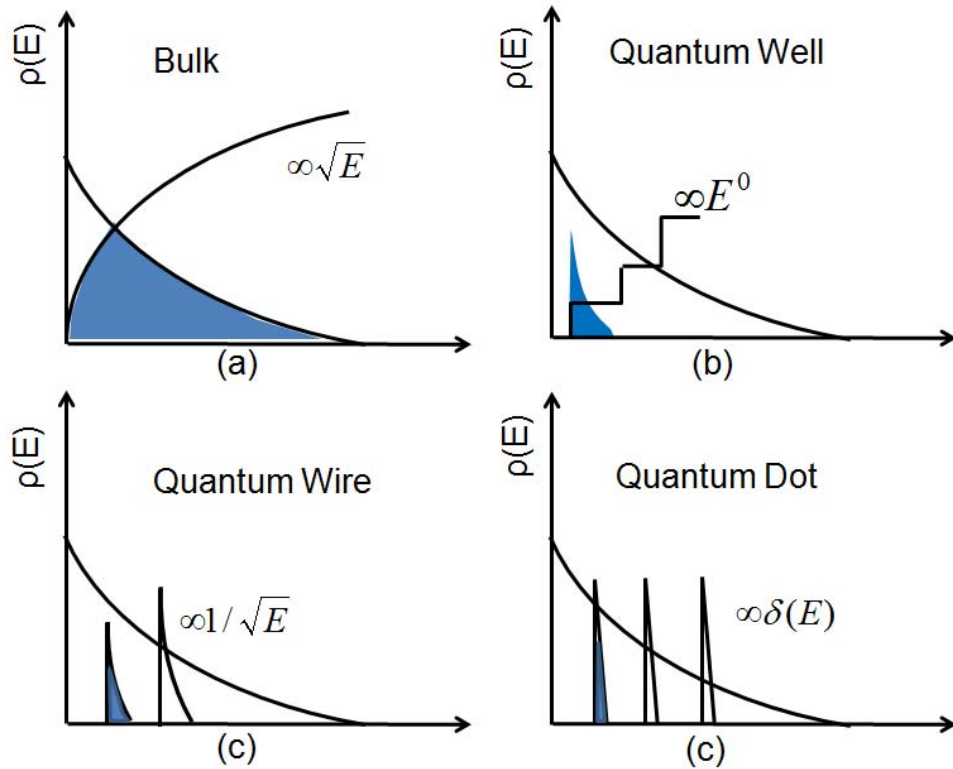 ρ(E)
Bulk
∞√E
(a)
ρ(E)
Quantum Well
∞E⁰
(b)
ρ(E)
Quantum Wire
∞1/√E
(c)
ρ(E)
Quantum Dot
∞δ(E)
(c)